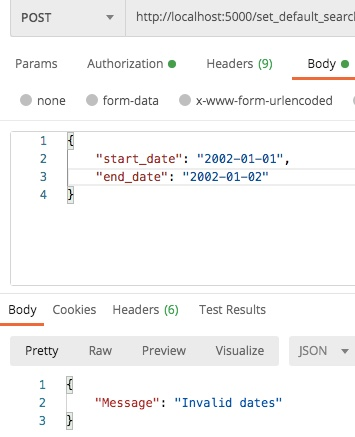 POST http://localhost:5000/set_default_searc
Params Authorization Headers (9) Body
none form-data x-www-form-urlencoded
1 {
2 "start_date": "2002-01-01",
3 "end_date": "2002-01-02"
4 }
Body Cookies Headers (6) Test Results
Pretty Raw Preview Visualize JSON
1 {
2 "Message": "Invalid dates"
3 }